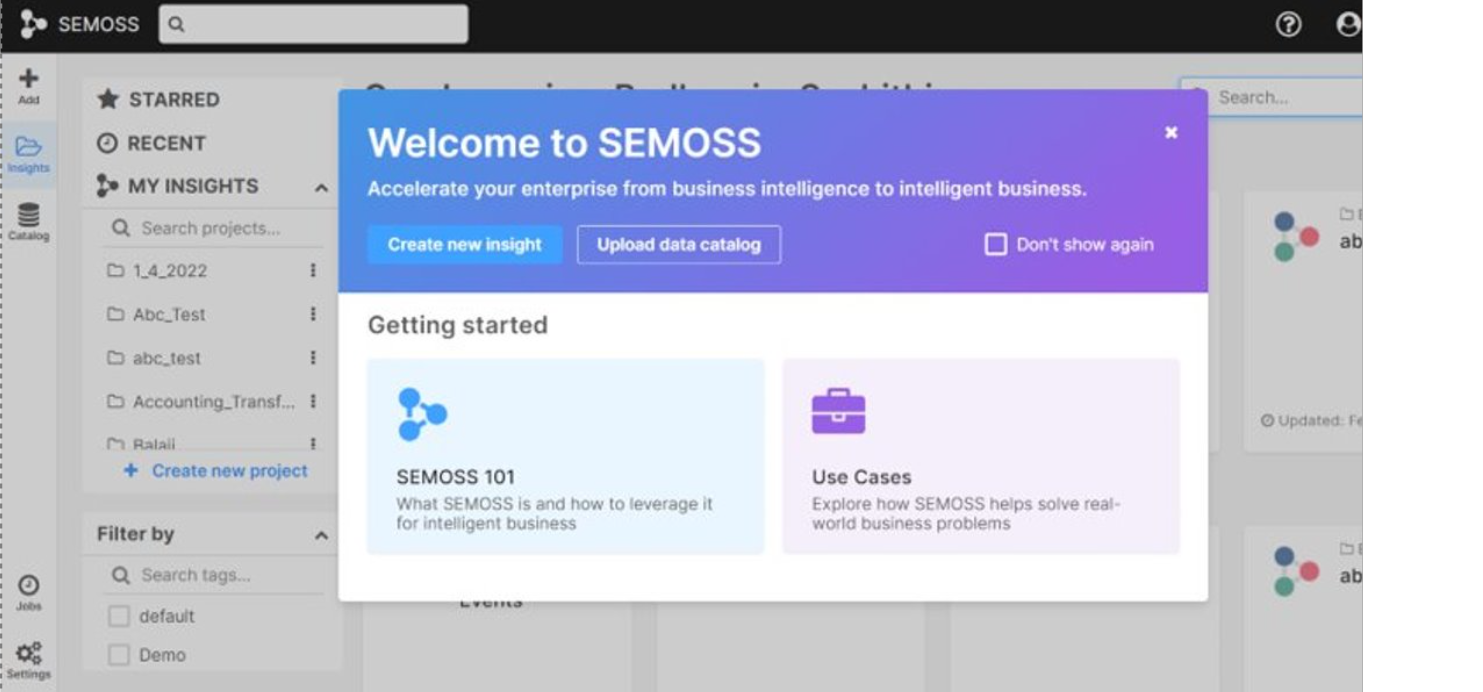 SEMOSS
Add
Insights
Catalog
Jobs
Settings
STARRED
RECENT
MY INSIGHTS
Search projects...
1_4_2022
Abc_Test
abc_test
Accounting_Transf...
Balaji
+ Create new project
Filter by
Search tags...
default
Demo
Search...
Welcome to SEMOSS
Accelerate your enterprise from business intelligence to intelligent business.
Create new insight
Upload data catalog
Don't show again
Getting started
SEMOSS 101
What SEMOSS is and how to leverage it
for intelligent business
Use Cases
Explore how SEMOSS helps solve real-
world business problems
Events
ab
Updated: Fe
ab